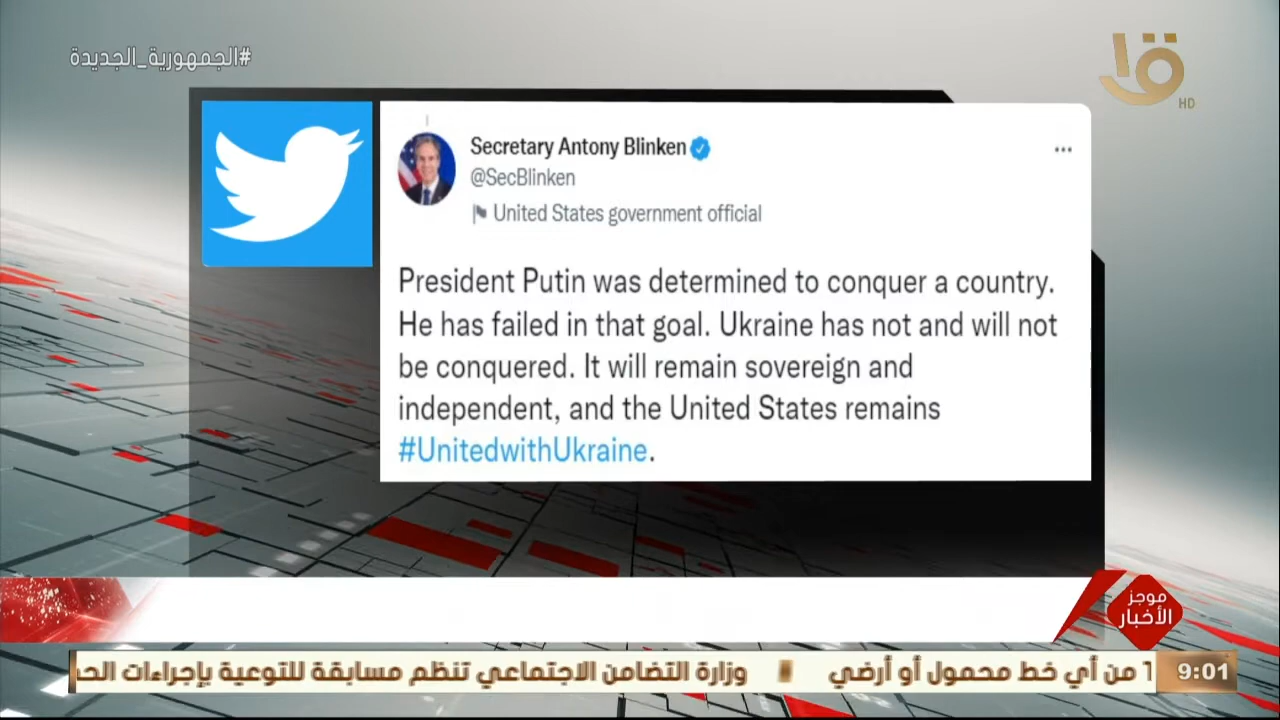 #الجمهورية_الجديدة
HD
Secretary Antony Blinken
@SecBlinken
United States government official
President Putin was determined to conquer a country.
He has failed in that goal. Ukraine has not and will not
be conquered. It will remain sovereign and
independent, and the United States remains
#UnitedwithUkraine.
موجز
الأخبار
من أي خط محمول أو أرضي
وزارة التضامن الاجتماعي تنظم مسابقة للتوعية بإجراءات
9:01